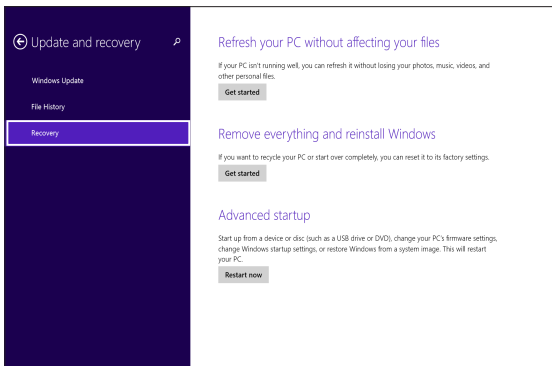 Update and recovery
Windows Update
File History
Recovery
Refresh your PC without affecting your files
If your PC isn't running well, you can refresh it without losing your photos, music, videos, and
other personal files.
Get started
Remove everything and reinstall Windows
If you want to recycle your PC or start over completely, you can reset it to its factory settings.
Get started
Advanced startup
Start up from a device or disc (such as a USB drive or DVD), change your PC's firmware settings,
change Windows startup settings, or restore Windows from a system image. This will restart
your PC.
Restart now